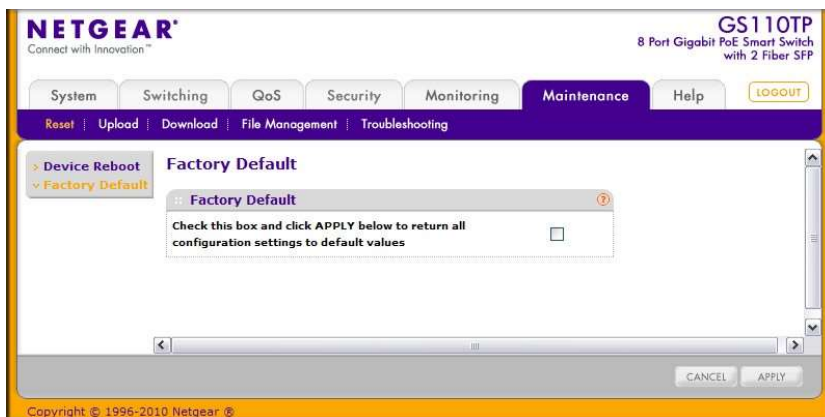 NETGEAR®
Connect with Innovation™
GS110TP
8 Port Gigabit PoE Smart Switch
with 2 Fiber SFP
System Switching QoS Security Monitoring Maintenance Help LOGOUT
Reset Upload Download File Management Troubleshooting
Device Reboot
Factory Default
Factory Default
Factory Default ?
Check this box and click APPLY below to return all
configuration settings to default values
CANCEL APPLY
Copyright © 1996-2010 Netgear ®